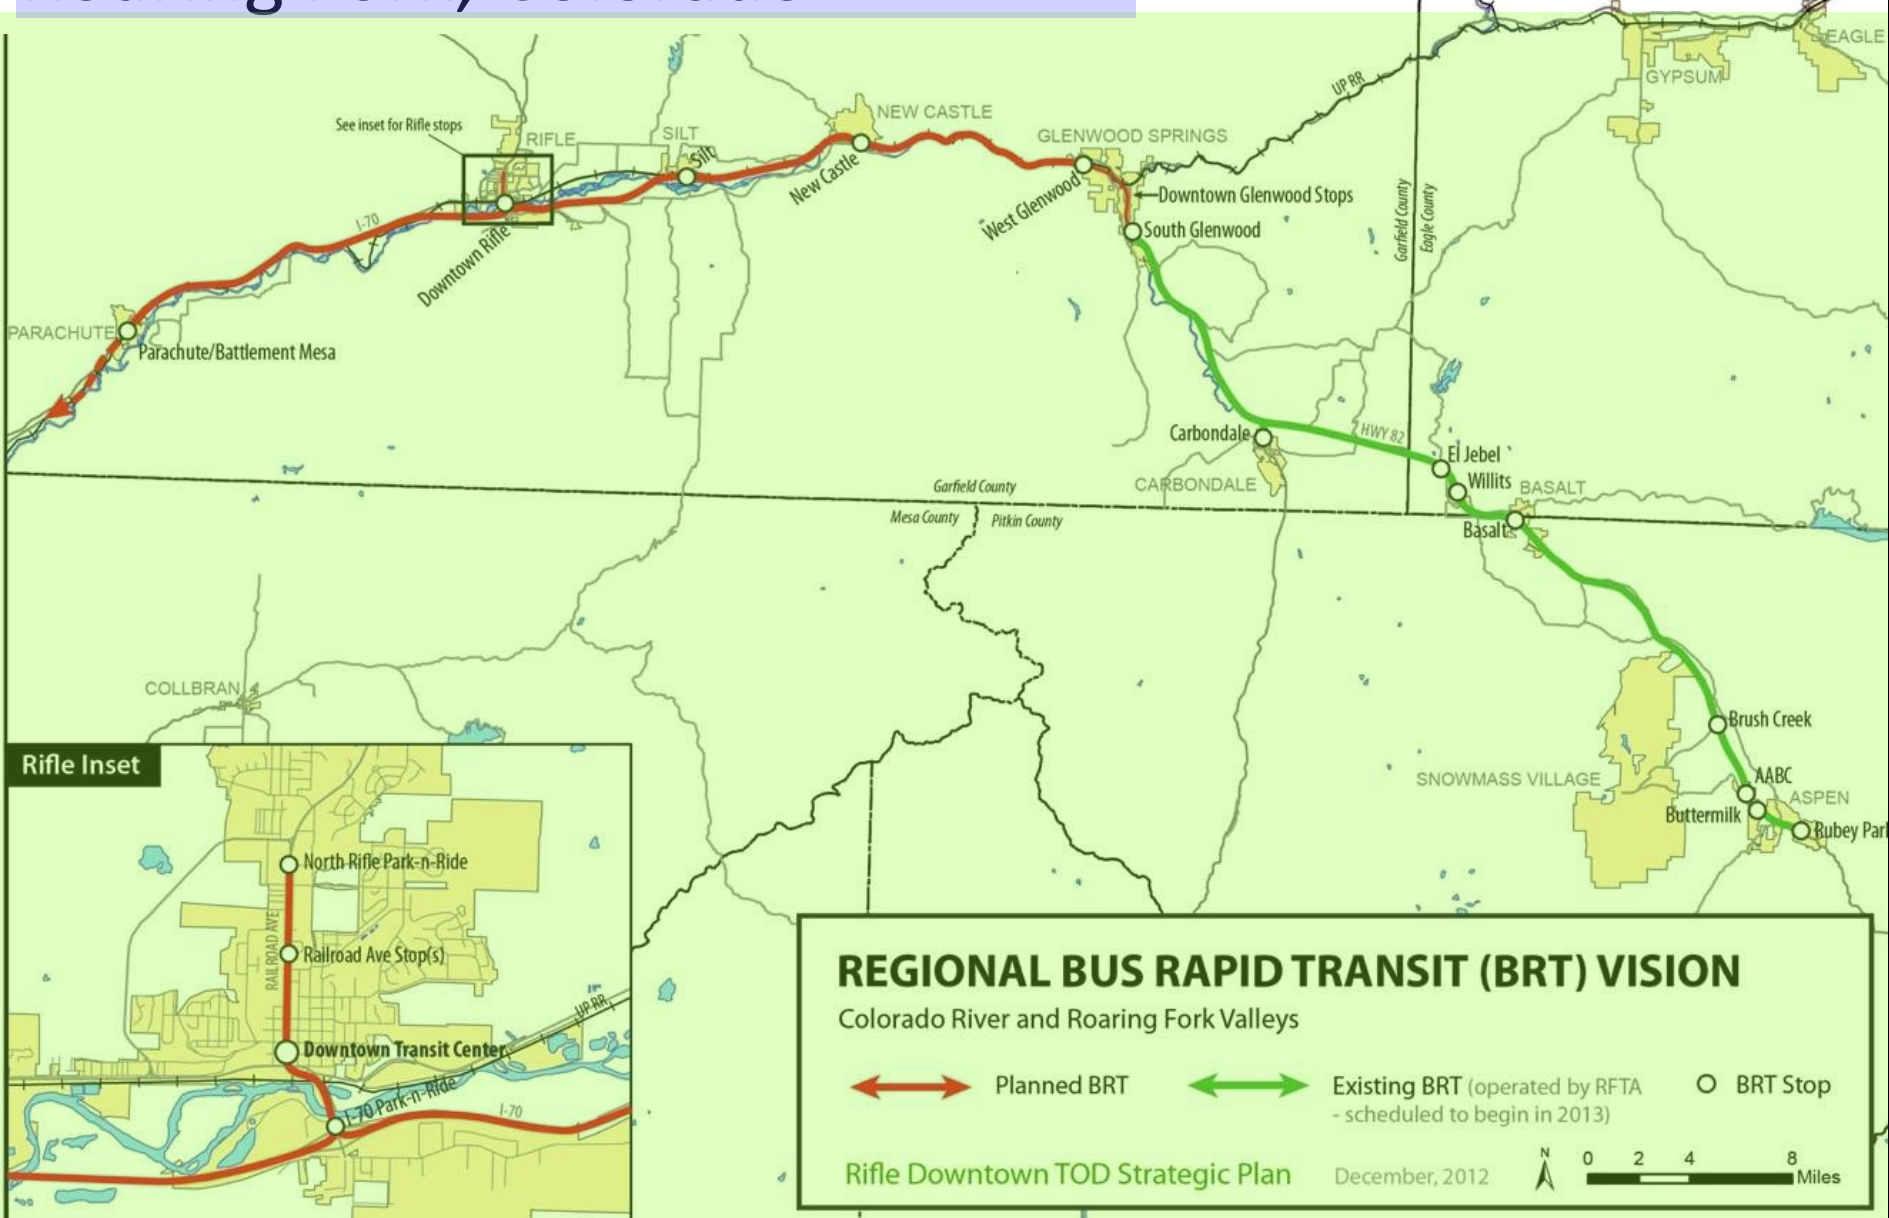 See inset for Rifle stops
RIFLE
SILT
Silt
NEW CASTLE
New Castle
GLENWOOD SPRINGS
West Glenwood
Downtown Glenwood Stops
South Glenwood
UP RR
GYPSUM
EAGLE
Garfield County
Eagle County
I-70
Downtown Rifle
PARACHUTE
Parachute/Battlement Mesa
Carbondale
CARBONDALE
HWY 82
El Jebel
Willits
BASALT
Basalt
Garfield County
Mesa County
Pitkin County
COLLBRAN
Brush Creek
SNOWMASS VILLAGE
AABC
Buttermilk
ASPEN
Rubey Par
Rifle Inset
North Rifle Park-n-Ride
RAILROAD AVE
Railroad Ave Stop(s)
Downtown Transit Center
UP RR
I-70 Park-n-Ride
I-70
REGIONAL BUS RAPID TRANSIT (BRT) VISION
Colorado River and Roaring Fork Valleys
Planned BRT
Existing BRT (operated by RFTA
- scheduled to begin in 2013)
BRT Stop
Rifle Downtown TOD Strategic Plan
December, 2012
N
0 2 4 8
Miles